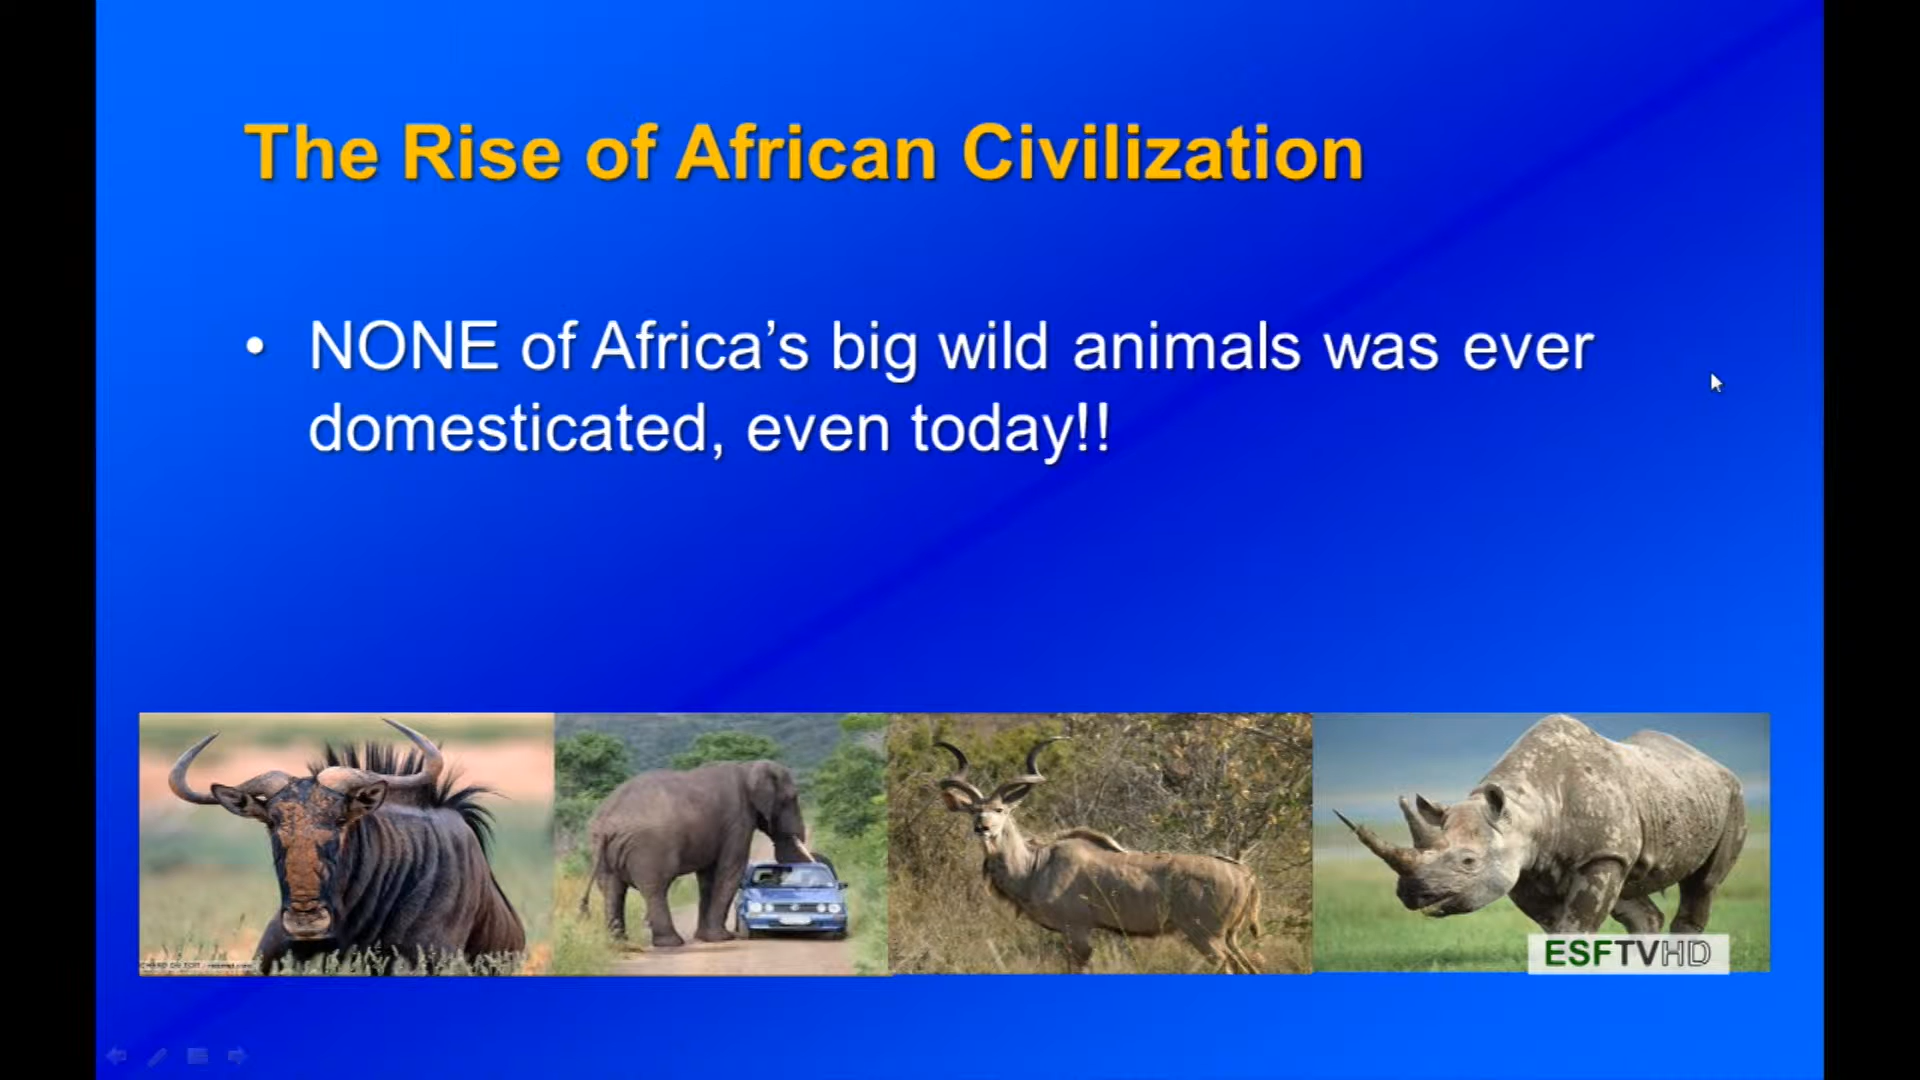 The Rise of African Civilization
• NONE of Africa’s big wild animals was ever
domesticated, even today!!
ESFTVHD